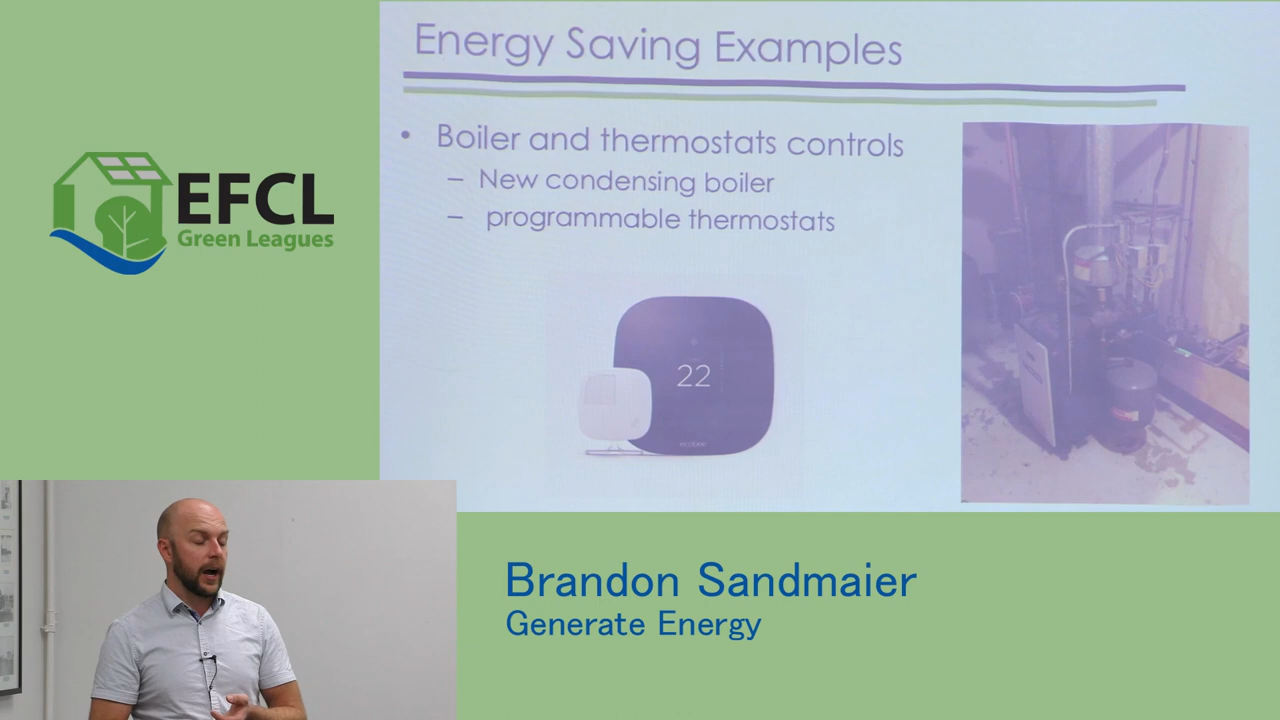 Energy Saving Examples
• Boiler and thermostats controls
– New condensing boiler
– programmable thermostats
22
ecobee
EFCL
Green Leagues
Brandon Sandmaier
Generate Energy